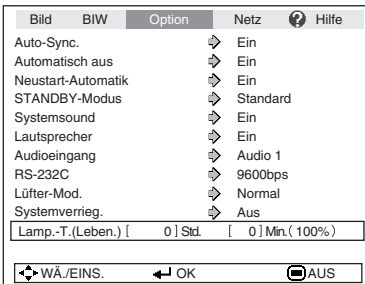 Bild BIW Option Netz ? Hilfe
Auto-Sync. Ein
Automatisch aus Ein
Neustart-Automatik Ein
STANDBY-Modus Standard
Systemsound Ein
Lautsprecher Ein
Audioeingang Audio 1
RS-232C 9600bps
Lüfter-Mod. Normal
Systemverrieg. Aus
Lamp.-T.(Leben.) [ 0 ] Std. [ 0 ] Min.( 100% )
WÄ./EINS. OK AUS